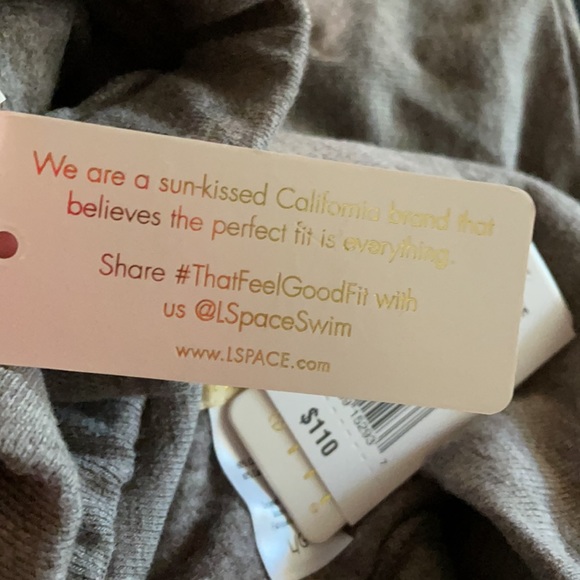 We are a sun-kissed California brand that
believes the perfect fit is everything.
Share #ThatFeelGoodFit with
us @LSpaceSwim
www.LSPACE.com
$110